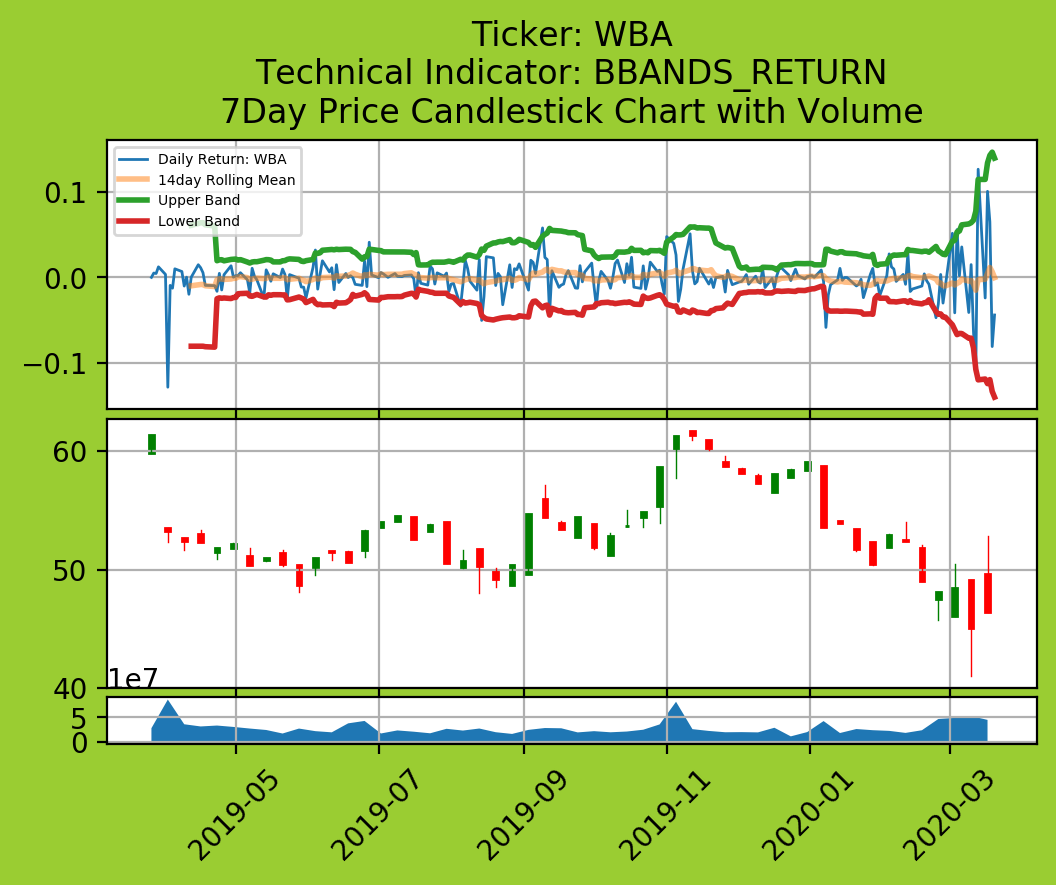 Ticker: WBA
Technical Indicator: BBANDS_RETURN
7Day Price Candlestick Chart with Volume
Daily Return: WBA
14day Rolling Mean
Upper Band
Lower Band
0.1
0.0
−0.1
60
50
40
1e7
5
0
2019-05
2019-07
2019-09
2019-11
2020-01
2020-03